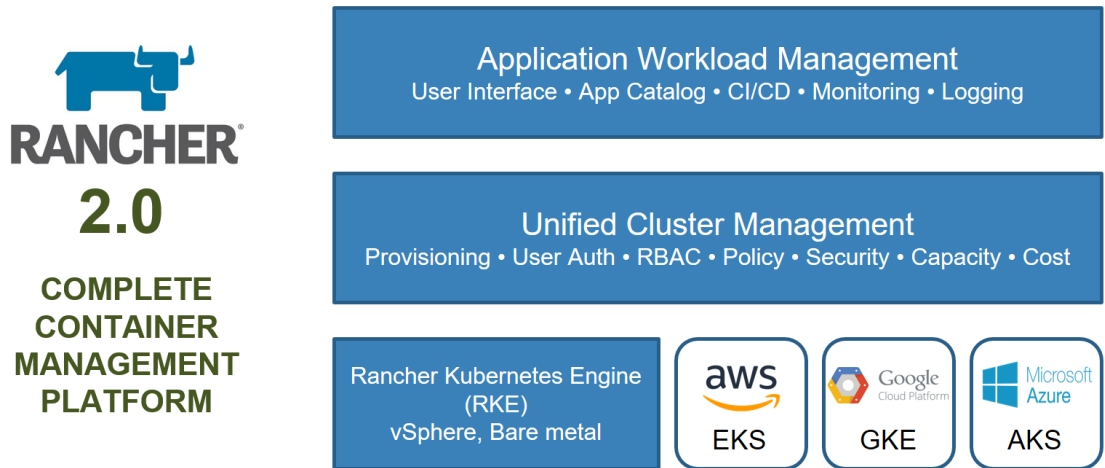 RANCHER®
2.0
COMPLETE
CONTAINER
MANAGEMENT
PLATFORM
Application Workload Management
User Interface • App Catalog • CI/CD • Monitoring • Logging
Unified Cluster Management
Provisioning • User Auth • RBAC • Policy • Security • Capacity • Cost
Rancher Kubernetes Engine
(RKE)
vSphere, Bare metal
aws
EKS
Google
Cloud Platform
GKE
Microsoft
Azure
AKS